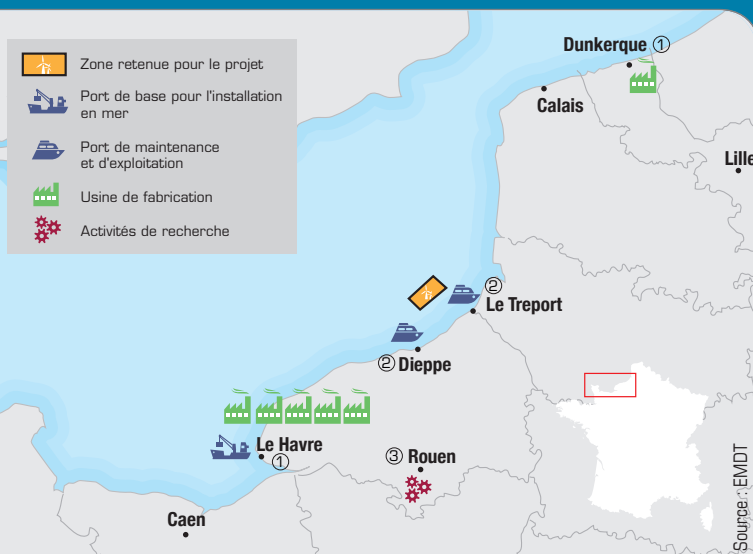 Zone retenue pour le projet
Port de base pour l'installation
en mer
Port de maintenance
et d'exploitation
Usine de fabrication
Activités de recherche
Dunkerque ①
Calais
Lille
②
Le Treport
② Dieppe
Le Havre
①
③ Rouen
Caen
Source : EMDT